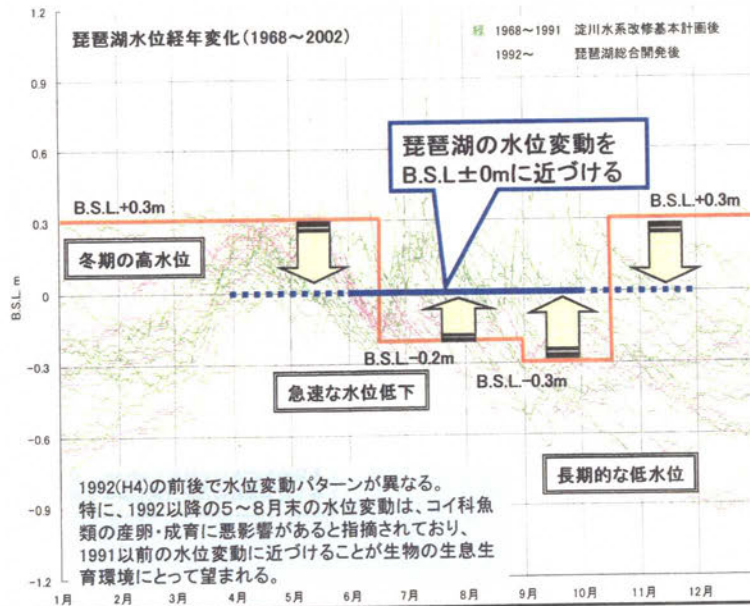 1.2
琵琶湖水位経年変化(1968～2002)
緑 1968～1991 淀川水系改修基本計画後
1992～ 琵琶湖総合開発後
0.9
0.6
琵琶湖の水位変動を
B.S.L±0mに近づける
B.S.L.+0.3m
B.S.L.+0.3m
0.3
冬期の高水位
B.S.L. m
0
B.S.L.-0.2m
B.S.L.-0.3m
-0.3
急速な水位低下
-0.6
長期的な低水位
1992(H4)の前後で水位変動パターンが異なる。
特に、1992以降の5～8月末の水位変動は、コイ科魚
類の産卵・成育に悪影響があると指摘されており、
1991以前の水位変動に近づけることが生物の生息生
育環境にとって望まれる。
-0.9
-1.2
1月 2月 3月 4月 5月 6月 7月 8月 9月 10月 11月 12月